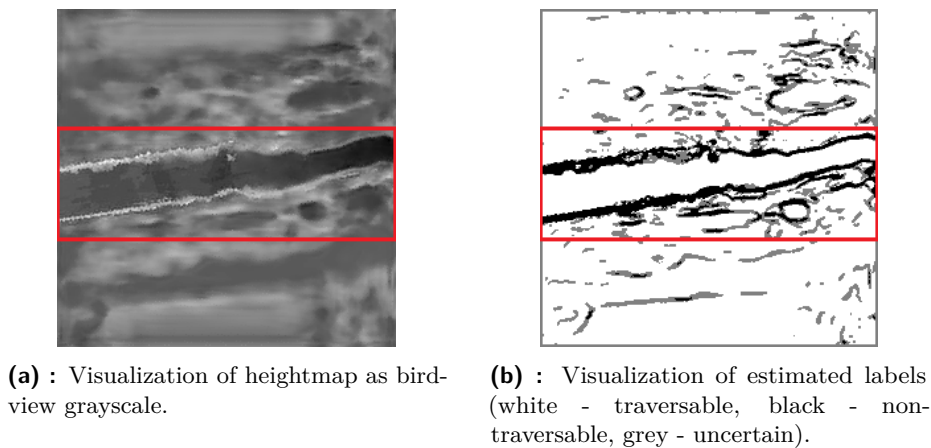 (a) : Visualization of heightmap as bird-
view grayscale.
(b) : Visualization of estimated labels
(white - traversable, black - non-
traversable, grey - uncertain).